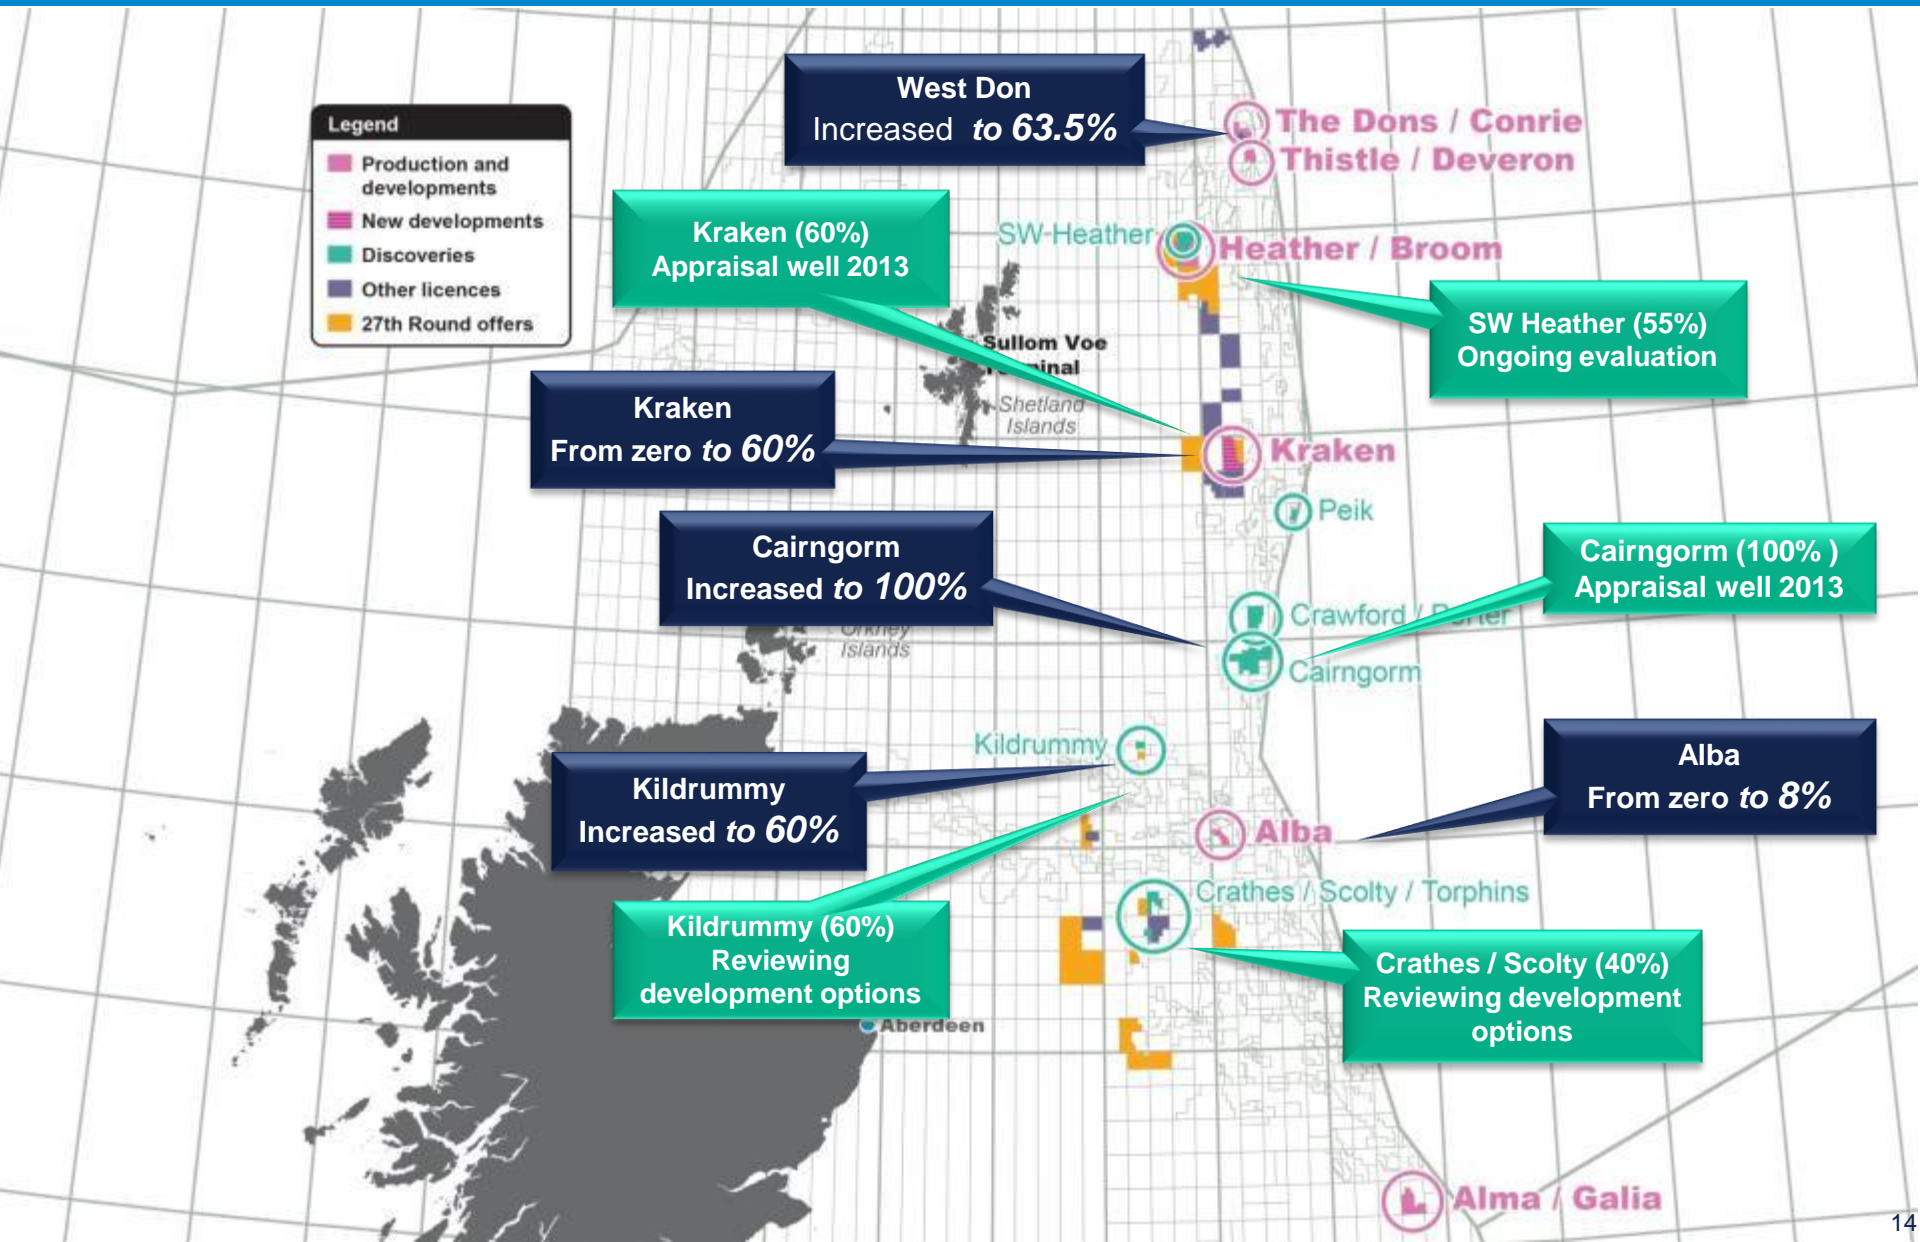 West Don
Increased to 63.5%
Legend
Production and
developments
New developments
Discoveries
Other licences
27th Round offers
The Dons / Conrie
Thistle / Deveron
Kraken (60%)
Appraisal well 2013
SW-Heather
Heather / Broom
SW Heather (55%)
Ongoing evaluation
Sullom Voe
Shetland
Islands
Kraken
From zero to 60%
Kraken
Peik
Cairngorm
Increased to 100%
Cairngorm (100% )
Appraisal well 2013
Crawford /
Orkney
Islands
Cairngorm
Kildrummy
Kildrummy
Increased to 60%
Alba
From zero to 8%
Alba
Crathes / Scolty / Torphins
Kildrummy (60%)
Reviewing
development options
Crathes / Scolty (40%)
Reviewing development
options
Aberdeen
Alma / Galia
14